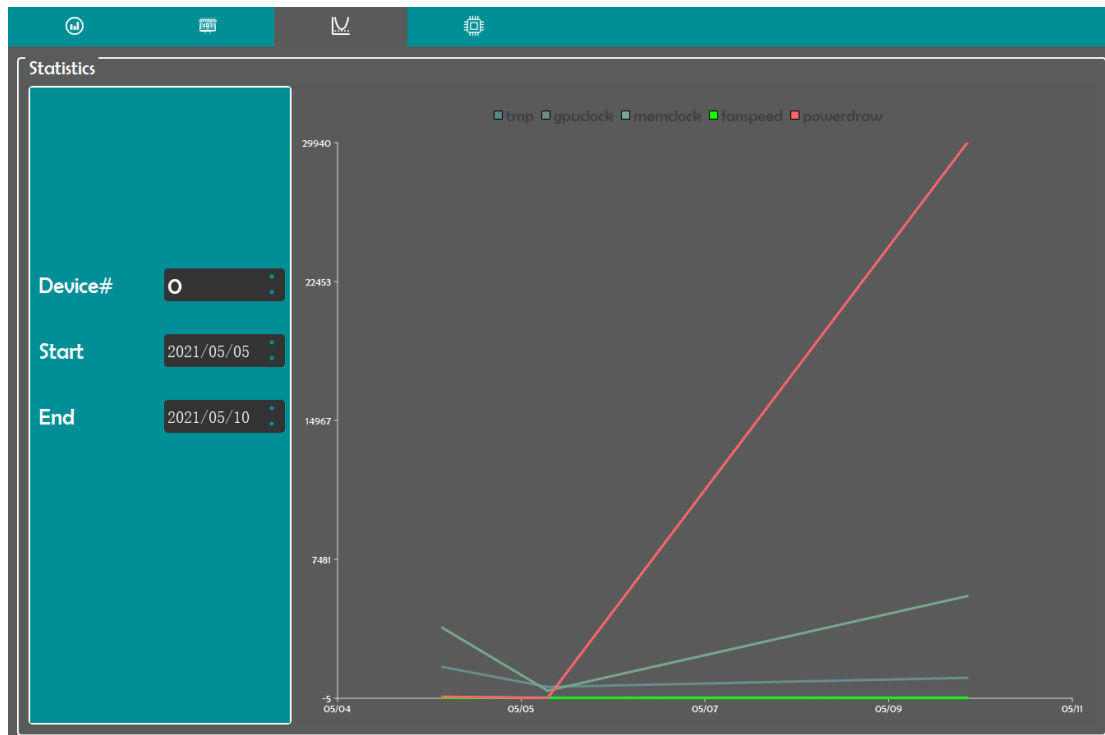 Statistics
tmp gpuclock memclock fanspeed powerdraw
29940
22453
14967
7481
-5
05/04 05/05 05/07 05/09 05/11
Device# 0
Start 2021/05/05
End 2021/05/10